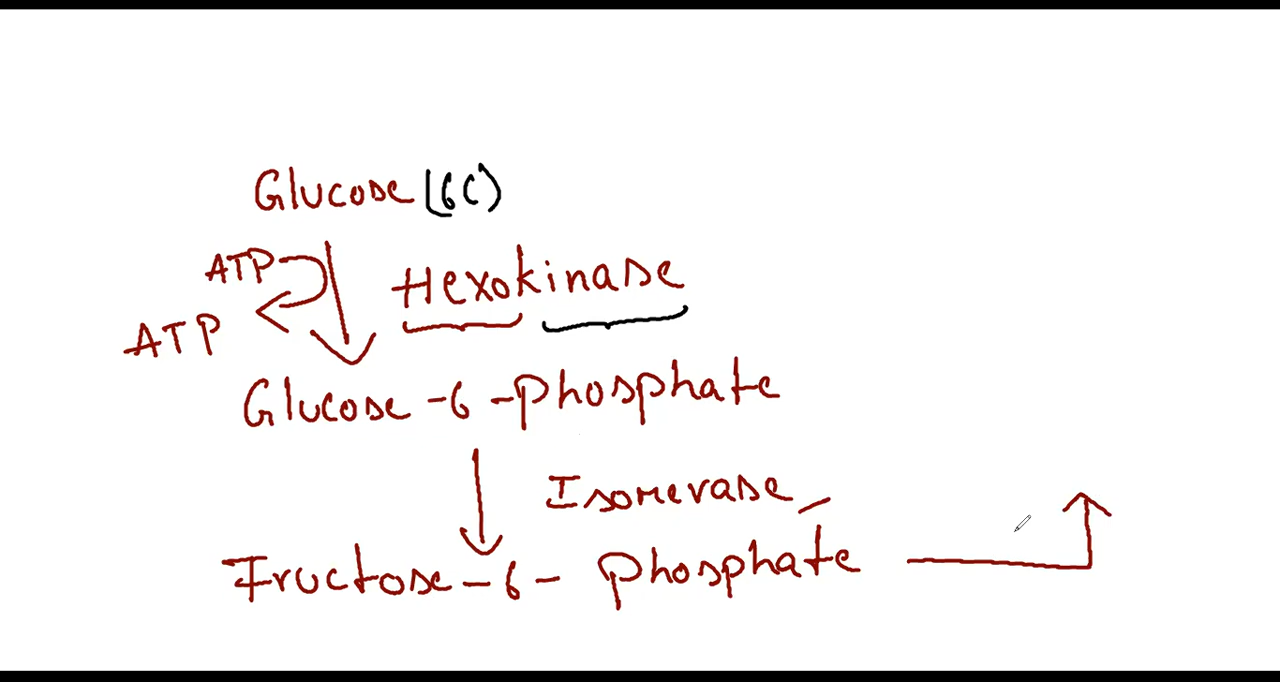 Glucose (6C)
ATP
Hexokinase
ATP
Glucose-6-Phosphate
Isomerase
Fructose-6-Phosphate